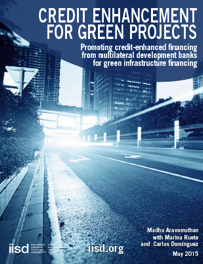 CREDIT ENHANCEMENT
FOR GREEN PROJECTS
Promoting credit-enhanced financing
from multilateral development banks
for green infrastructure financing
Madhu Aravamuthan
with Marina Ruete
and Carlos Dominguez
iisd
iisd.org
May 2015